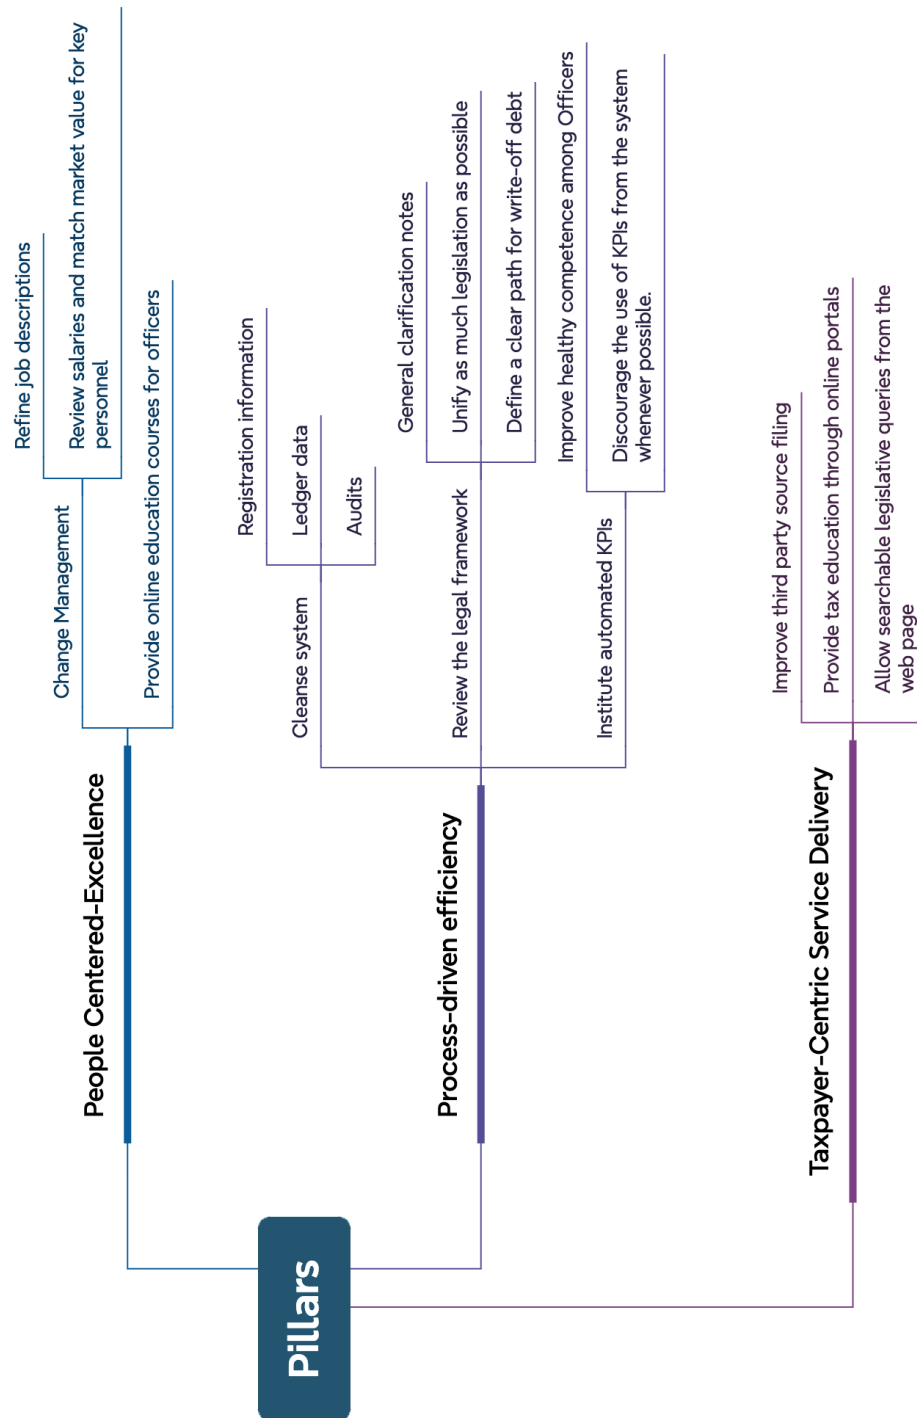 Pillars
People Centered-Excellence
Change Management
Refine job descriptions
Review salaries and match market value for key
personnel
Provide online education courses for officers
Process-driven efficiency
Cleanse system
Registration information
Ledger data
Audits
Review the legal framework
General clarification notes
Unify as much legislation as possible
Define a clear path for write-off debt
Institute automated KPIs
Improve healthy competence among Officers
Discourage the use of KPIs from the system
whenever possible.
Taxpayer-Centric Service Delivery
Improve third party source filing
Provide tax education through online portals
Allow searchable legislative queries from the
web page